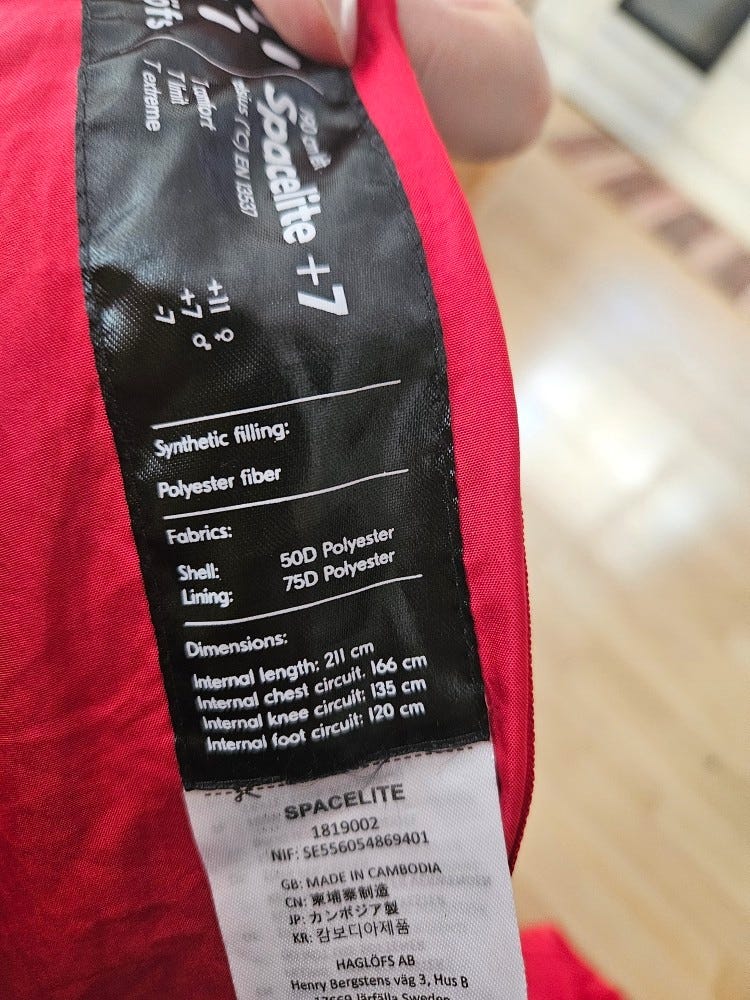 Spacelite +7
(°C) EN 13537
+11
T limit +7
T extreme -7
Synthetic filling:
Polyester fiber
Fabrics:
Shell: 50D Polyester
Lining: 75D Polyester
Dimensions:
Internal length: 211 cm
Internal chest circuit. 166 cm
Internal knee circuit: 135 cm
Internal foot circuit: 120 cm
SPACELITE
1819002
NIF: SE556054869401
GB: MADE IN CAMBODIA
CN: 柬埔寨制造
JP: カンボジア製
KR: 캄보디아제품
HAGLÖFS AB
Henry Bergstens väg 3, Hus B
17669 Järfälla Sweden